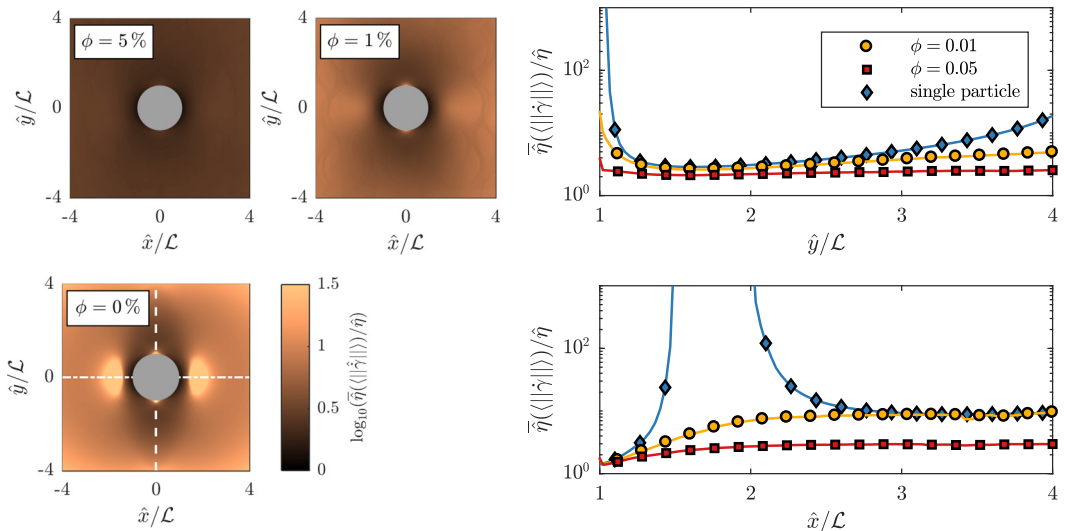 4
ŷ/ℒ
0
-4
ϕ = 5 %
-4 0 4
x̂/ℒ
4
ŷ/ℒ
0
-4
ϕ = 1 %
-4 0 4
x̂/ℒ
4
ŷ/ℒ
0
-4
ϕ = 0 %
-4 0 4
x̂/ℒ
1.5
1
0.5
0
log₁₀(η̂̅(⟨||γ̂̇||⟩)/η̂)
η̂̅(⟨||γ̇||⟩)/η̂
10²
10⁰
ϕ = 0.01
ϕ = 0.05
single particle
1 2 3 4
ŷ/ℒ
η̂̅(⟨||γ̇||⟩)/η̂
10²
10⁰
1 2 3 4
x̂/ℒ